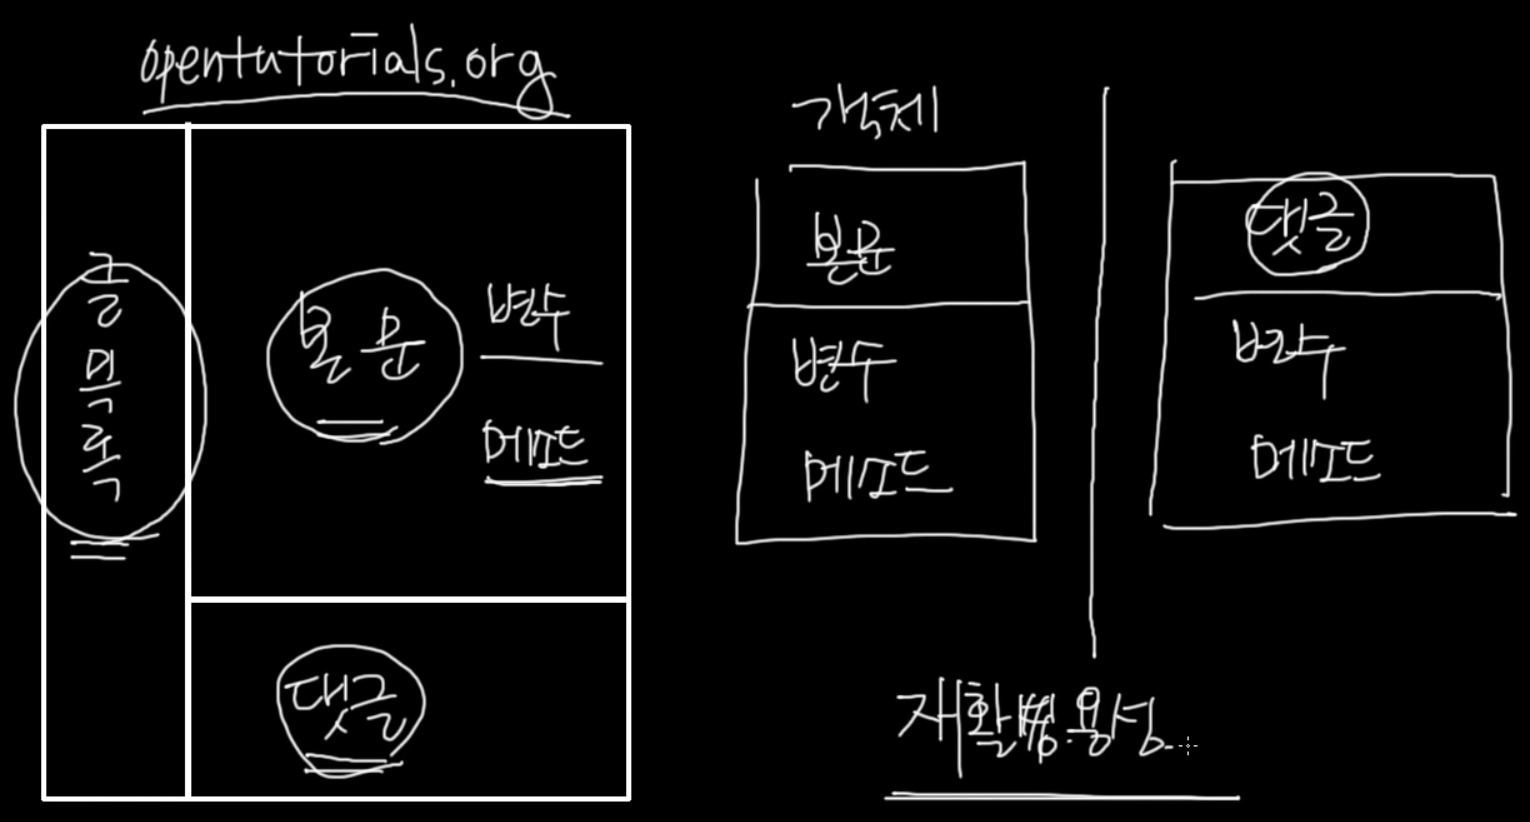 opentutorials.org
글목록
본문
변수
메소드
댓글
객체
본문
변수
메소드
댓글
변수
메소드
재활용성